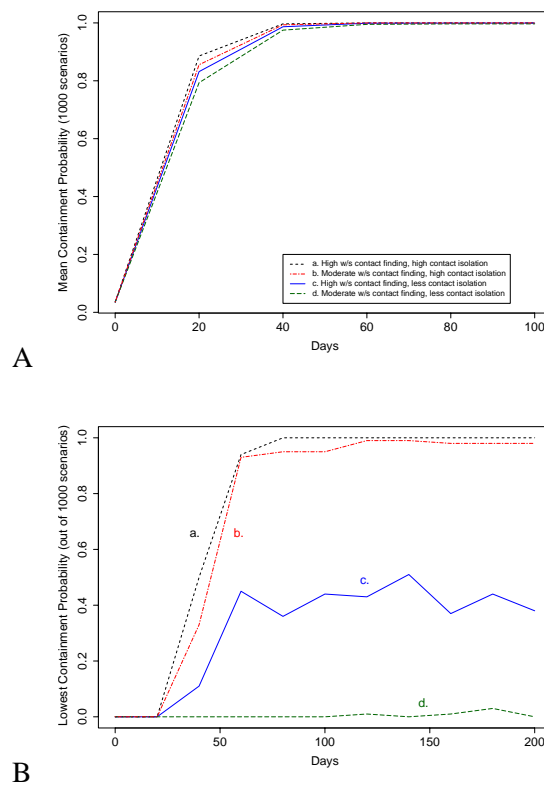 Mean Containment Probability (1000 scenarios)
1.0
0.8
0.6
0.4
0.2
0.0
a. High w/s contact finding, high contact isolation
b. Moderate w/s contact finding, high contact isolation
c. High w/s contact finding, less contact isolation
d. Moderate w/s contact finding, less contact isolation
0 20 40 60 80 100
Days
A
Lowest Containment Probability (out of 1000 scenarios)
1.0
0.8
0.6
0.4
0.2
0.0
a. b.
c.
d.
0 50 100 150 200
Days
B